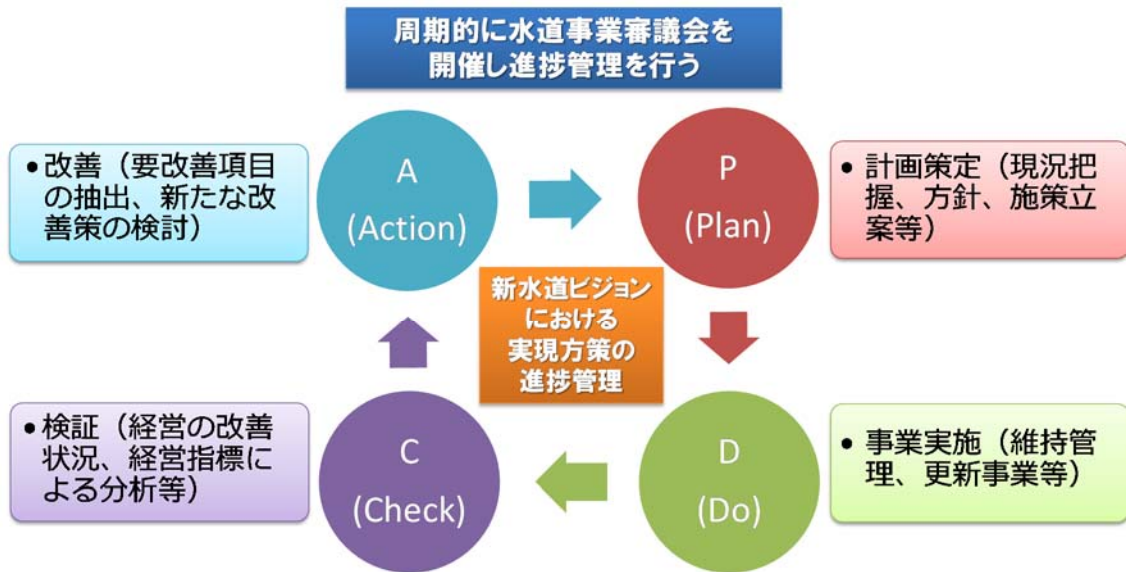 周期的に水道事業審議会を
開催し進捗管理を行う
• 改善（要改善項目
の抽出、新たな改
善策の検討）
A
(Action)
P
(Plan)
• 計画策定（現況把
握、方針、施策立
案等）
新水道ビジョン
における
実現方策の
進捗管理
• 検証（経営の改善
状況、経営指標に
よる分析等）
C
(Check)
D
(Do)
• 事業実施（維持管
理、更新事業等）